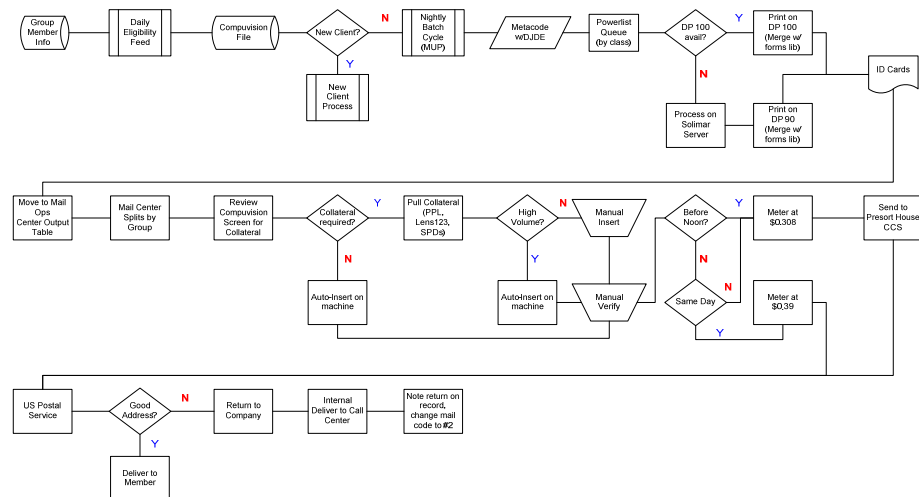 Group
Member
Info
Daily
Eligibility
Feed
Compuvision
File
New Client?
N
Y
New
Client
Process
Nightly
Batch
Cycle
(MUP)
Metacode
w/DJDE
Powerlist
Queue
(by class)
DP 100
avail?
Y
N
Print on
DP 100
(Merge w/
forms lib)
Process on
Solimar
Server
Print on
DP 90
(Merge w/
forms lib)
ID Cards
Move to Mail
Ops
Center Output
Table
Mail Center
Splits by
Group
Review
Compuvision
Screen for
Collateral
Collateral
required?
Y
N
Auto-Insert on
machine
Pull Collateral
(PPL,
Lens123,
SPDs)
High
Volume?
N
Y
Auto-Insert on
machine
Manual
Insert
Manual
Verify
Before
Noon?
Y
N
Same Day
N
Y
Meter at
$0.308
Meter at
$0.39
Send to
Presort House
CCS
US Postal
Service
Good
Address?
N
Y
Deliver to
Member
Return to
Company
Internal
Deliver to Call
Center
Note return on
record,
change mail
code to #2